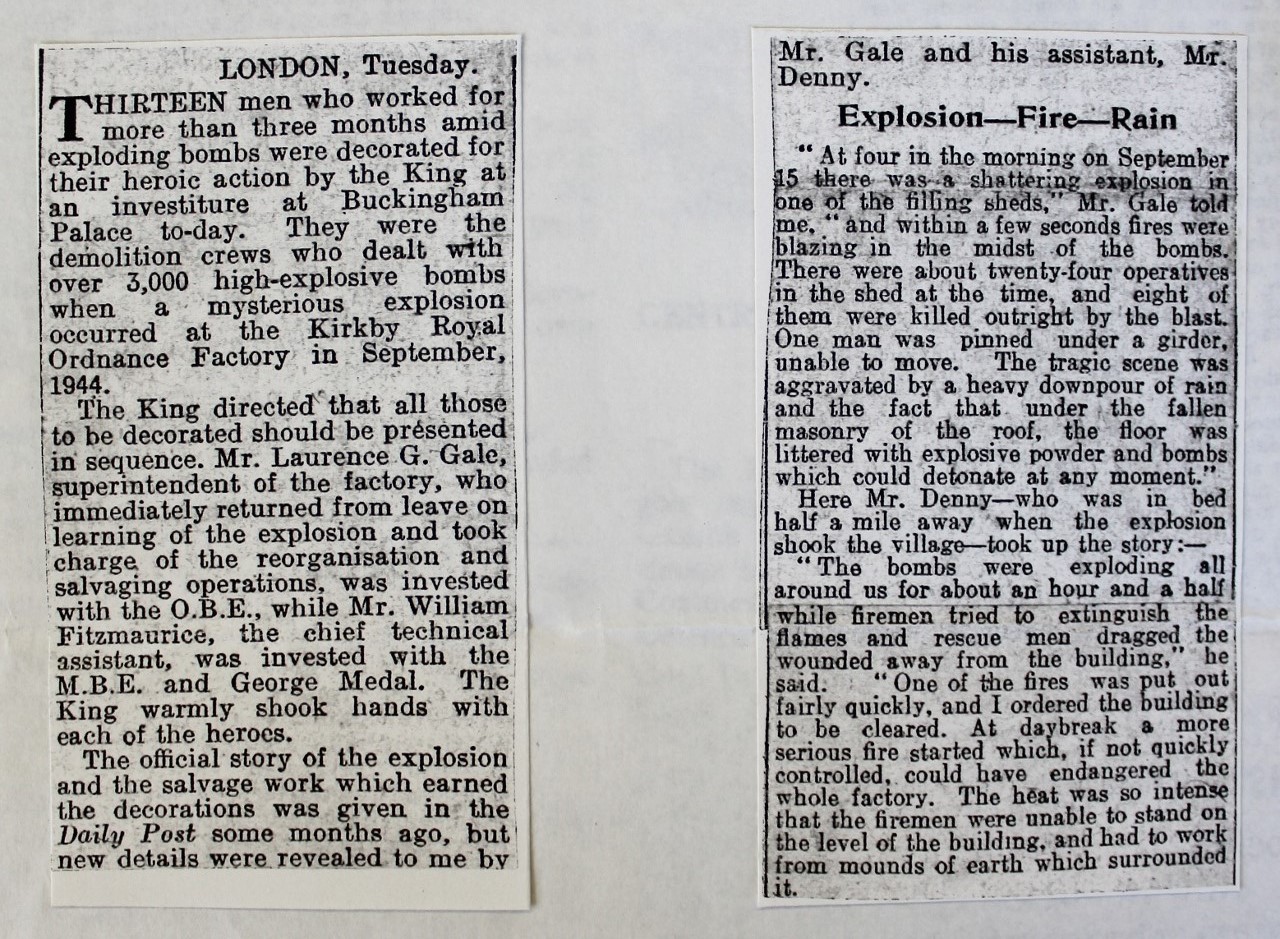 LONDON, Tuesday.
THIRTEEN men who worked for
more than three months amid
exploding bombs were decorated for
their heroic action by the King at
an investiture at Buckingham
Palace to-day. They were the
demolition crews who dealt with
over 3,000 high-explosive bombs
when a mysterious explosion
occurred at the Kirkby Royal
Ordnance Factory in September,
1944.
The King directed that all those
to be decorated should be presented
in sequence. Mr. Laurence G. Gale,
superintendent of the factory, who
immediately returned from leave on
learning of the explosion and took
charge of the reorganisation and
salvaging operations, was invested
with the O.B.E., while Mr. William
Fitzmaurice, the chief technical
assistant, was invested with the
M.B.E. and George Medal. The
King warmly shook hands with
each of the heroes.
The official story of the explosion
and the salvage work which earned
the decorations was given in the
Daily Post some months ago, but
new details were revealed to me by
Mr. Gale and his assistant, Mr.
Denny.
Explosion—Fire—Rain
"At four in the morning on September
15 there was a shattering explosion in
one of the filling sheds," Mr. Gale told
me, "and within a few seconds fires were
blazing in the midst of the bombs.
There were about twenty-four operatives
in the shed at the time, and eight of
them were killed outright by the blast.
One man was pinned under a girder,
unable to move. The tragic scene was
aggravated by a heavy downpour of rain
and the fact that under the fallen
masonry of the roof, the floor was
littered with explosive powder and bombs
which could detonate at any moment."
Here Mr. Denny—who was in bed
half a mile away when the explosion
shook the village—took up the story:—
"The bombs were exploding all
around us for about an hour and a half
while firemen tried to extinguish the
flames and rescue men dragged the
wounded away from the building," he
said. "One of the fires was put out
fairly quickly, and I ordered the building
to be cleared. At daybreak a more
serious fire started which, if not quickly
controlled, could have endangered the
whole factory. The heat was so intense
that the firemen were unable to stand on
the level of the building, and had to work
from mounds of earth which surrounded
it.